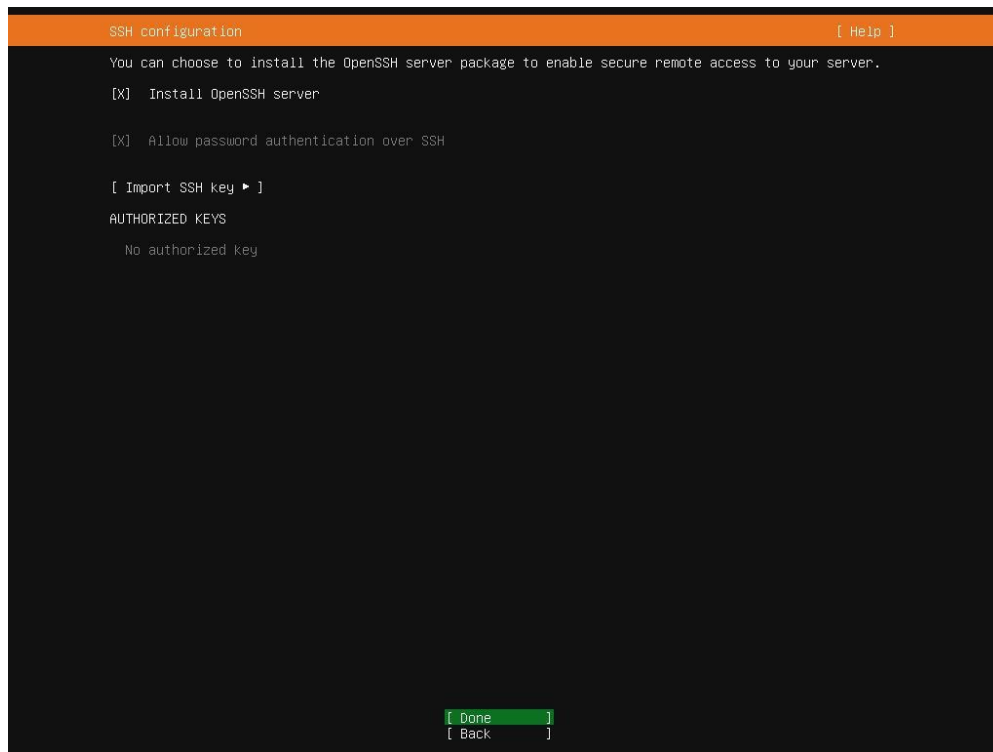 SSH configuration [ Help ]
You can choose to install the OpenSSH server package to enable secure remote access to your server.
[X] Install OpenSSH server
[X] Allow password authentication over SSH
[ Import SSH key ▸ ]
AUTHORIZED KEYS
No authorized key
[ Done ]
[ Back ]